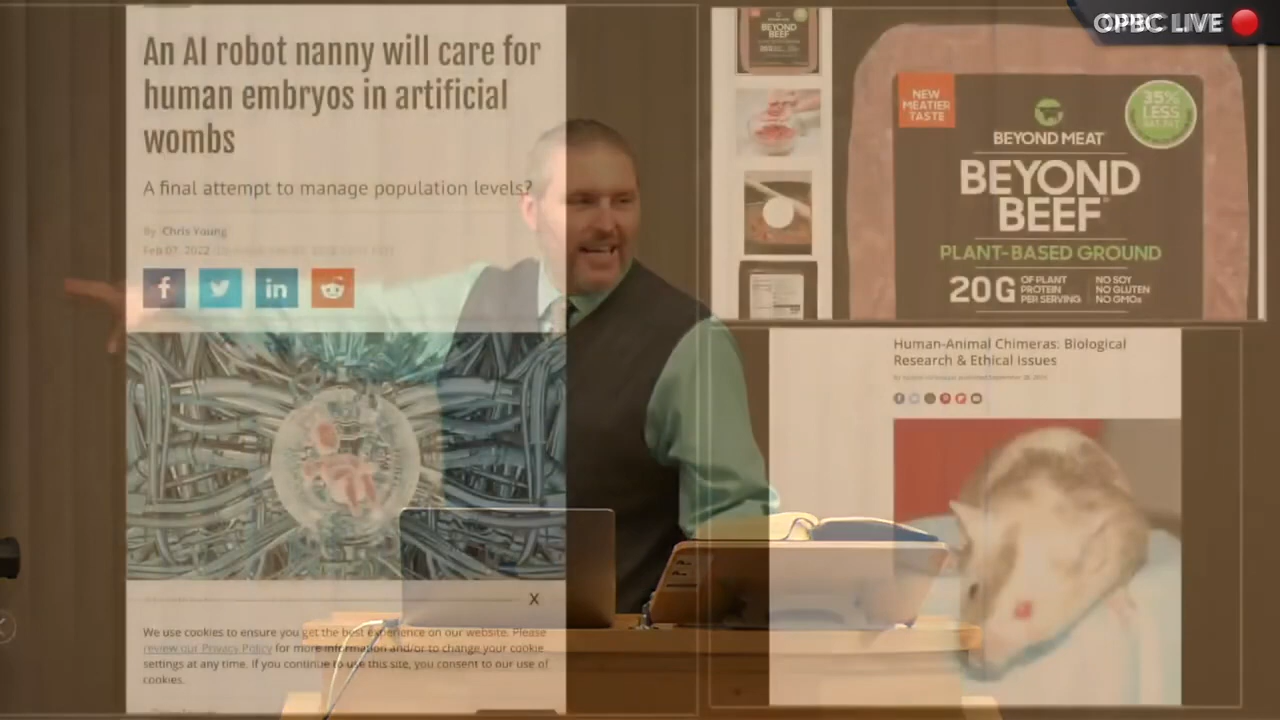 OPBC LIVE
An AI robot nanny will care for
human embryos in artificial
wombs
A final attempt to manage population levels?
By Chris Young
Feb 07, 2022
f
in
X
We use cookies to ensure you get the best experience on our website. Please
review our Privacy Policy for more information and/or to change your cookie
settings at any time. If you continue to use this site, you consent to our use of
cookies.
BEYOND
BEEF
NEW
MEATIER
TASTE
35%
LESS
SAT FAT
BEYOND MEAT
BEYOND
BEEF
PLANT-BASED GROUND
20G OF PLANT PROTEIN PER SERVING
NO SOY
NO GLUTEN
NO GMOs
Human-Animal Chimeras: Biological
Research & Ethical Issues